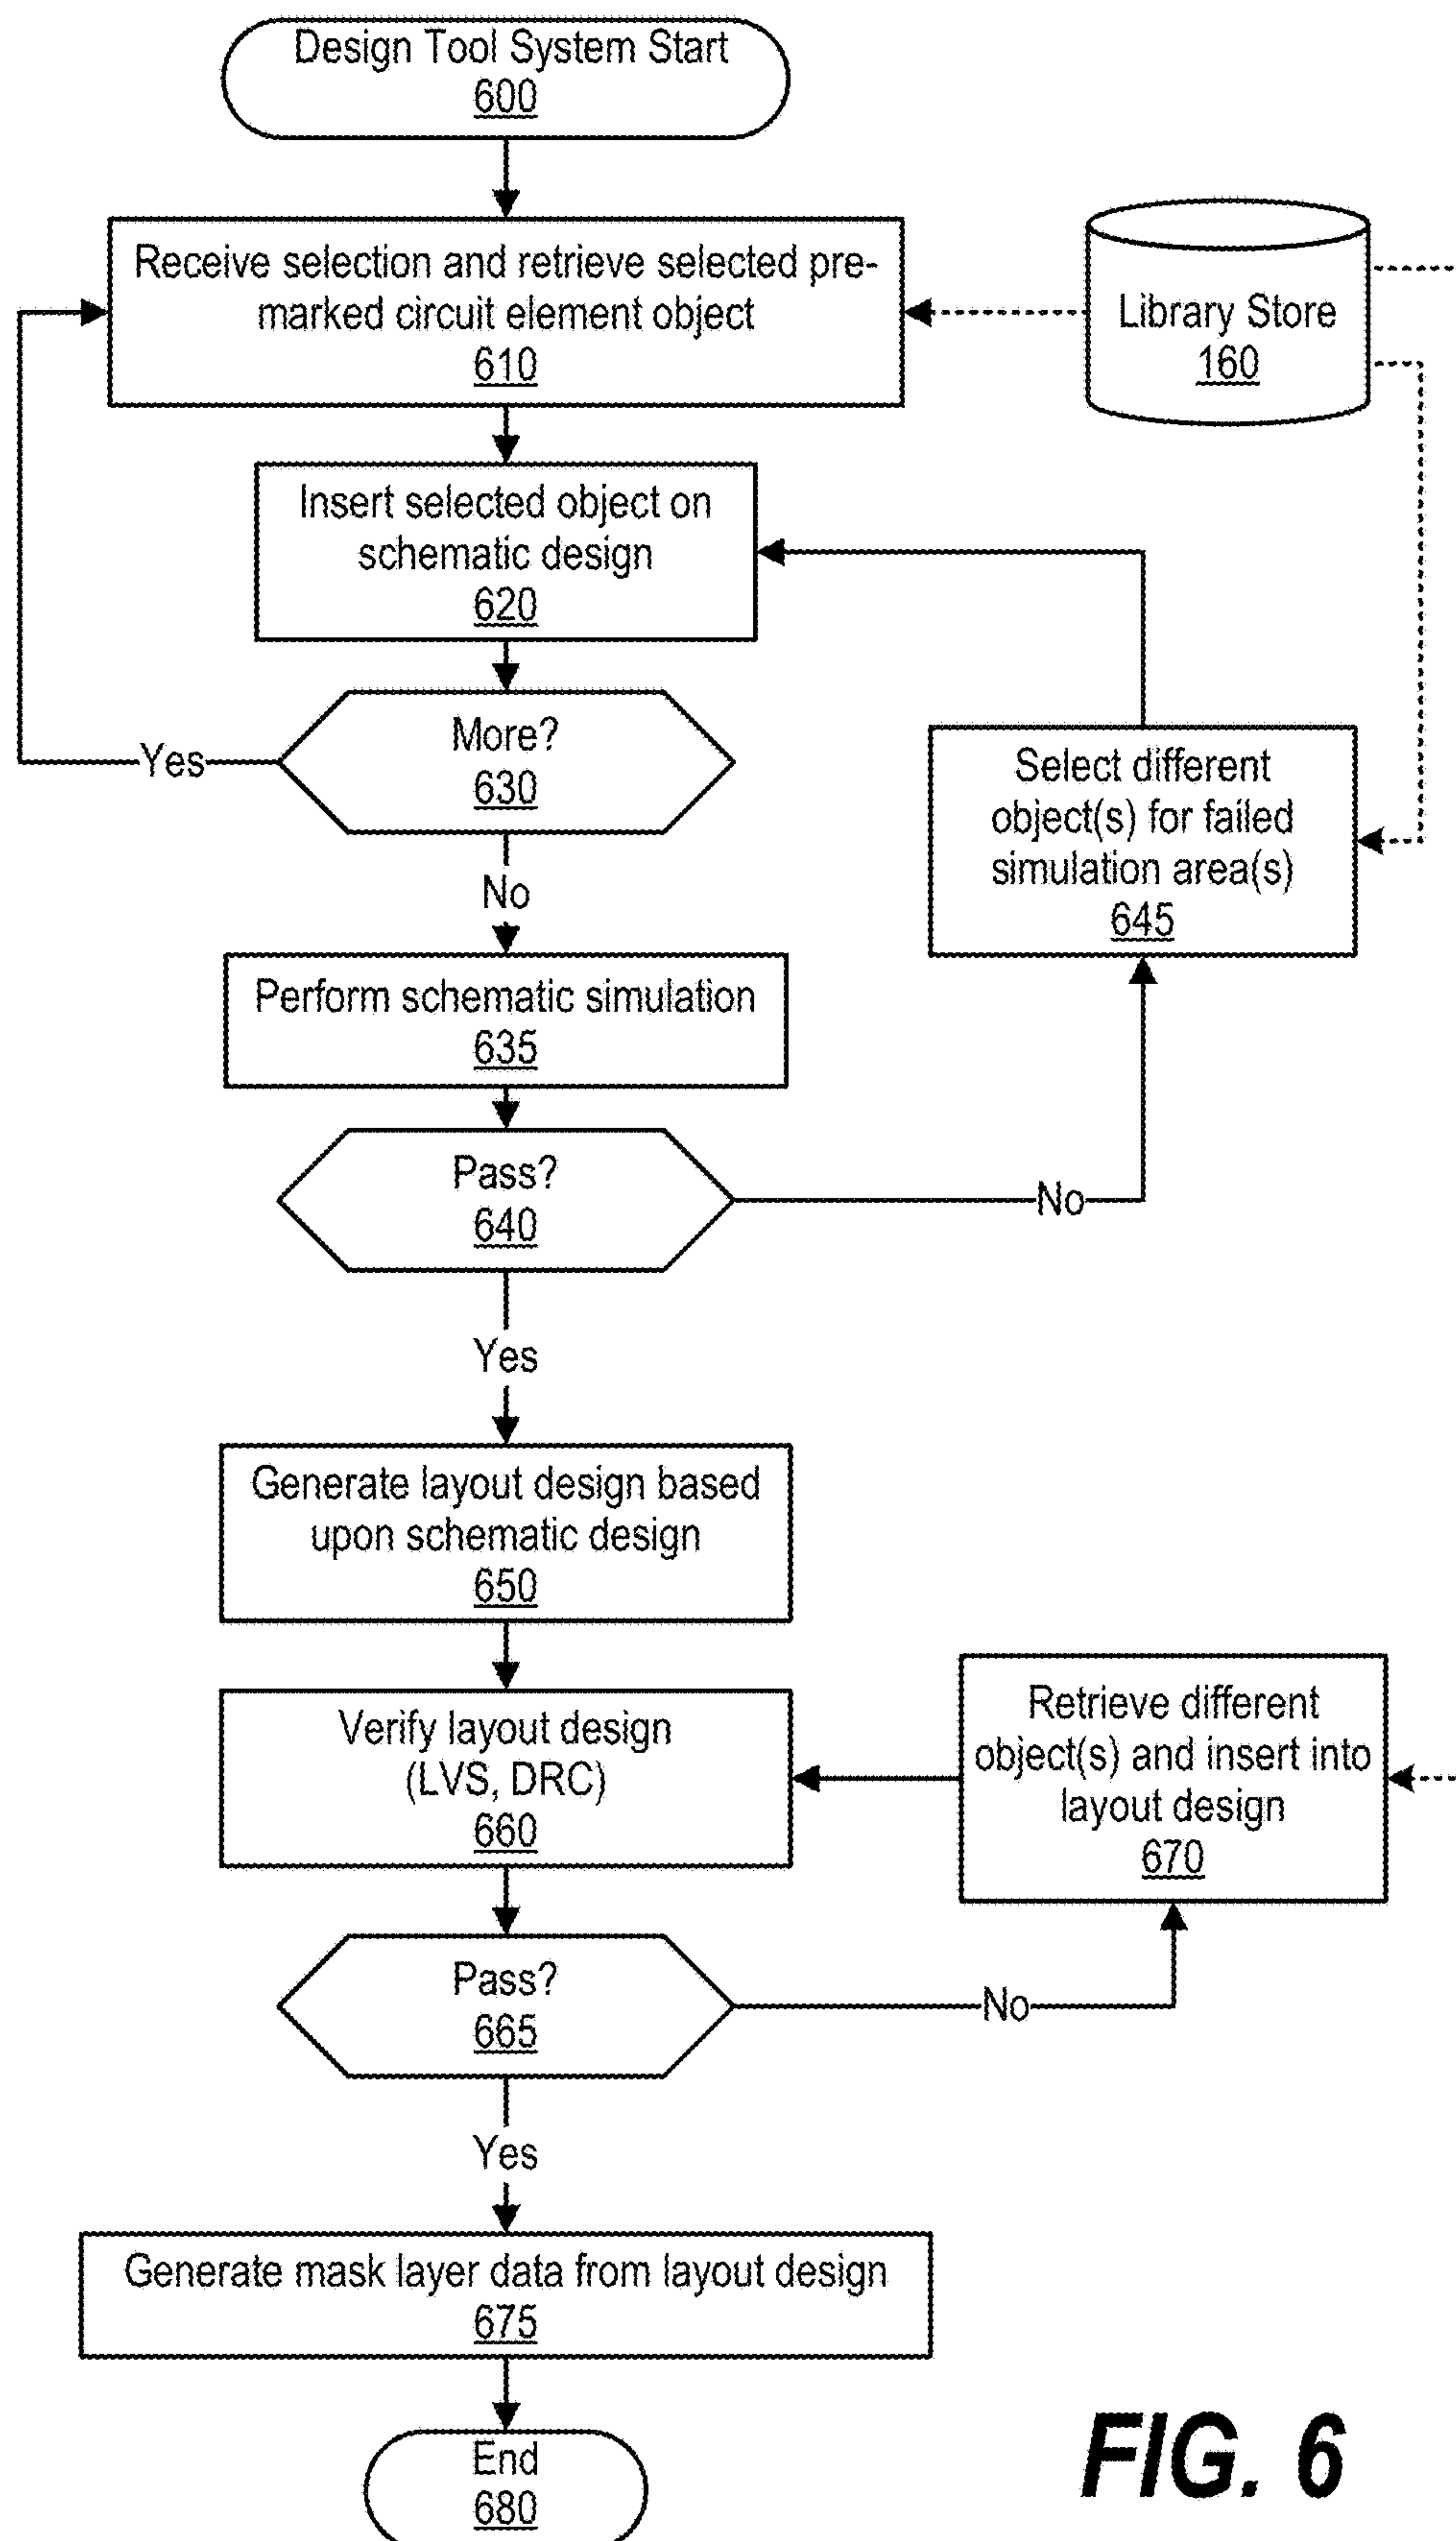 Design Tool System Start
600
Receive selection and retrieve selected pre-
marked circuit element object
610
Library Store
160
Insert selected object on
schematic design
620
More?
630
Yes
No
Select different
object(s) for failed
simulation area(s)
645
Perform schematic simulation
635
Pass?
640
No
Yes
Generate layout design based
upon schematic design
650
Verify layout design
(LVS, DRC)
660
Retrieve different
object(s) and insert into
layout design
670
Pass?
665
No
Yes
Generate mask layer data from layout design
675
End
680
FIG. 6